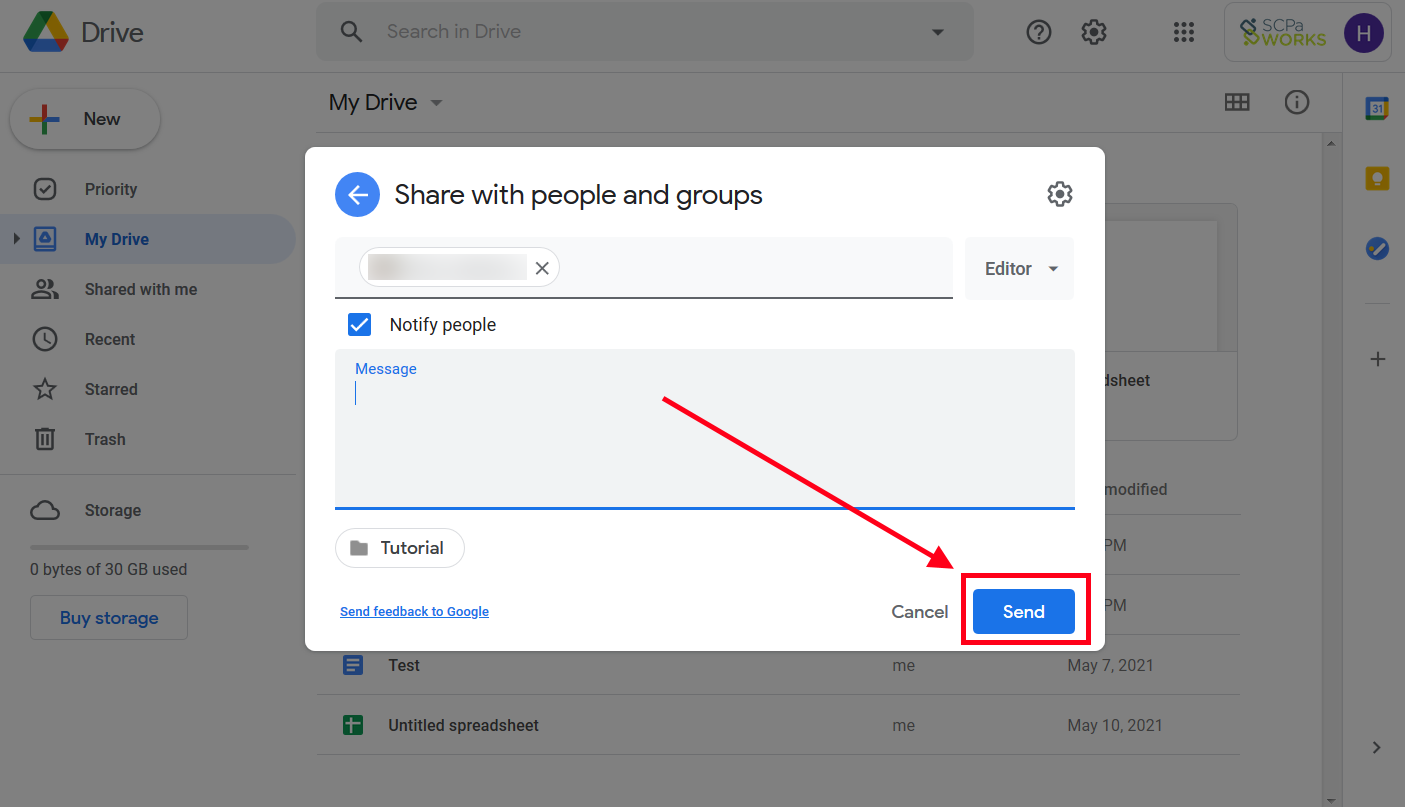 Drive
Search in Drive
SCPa
WORKS
H
New
My Drive
31
Priority
My Drive
Shared with me
Recent
Starred
Trash
Storage
0 bytes of 30 GB used
Buy storage
Share with people and groups
Editor
Notify people
Message
Tutorial
Send feedback to Google
Cancel
Send
dsheet
modified
PM
PM
Test me May 7, 2021
Untitled spreadsheet me May 10, 2021